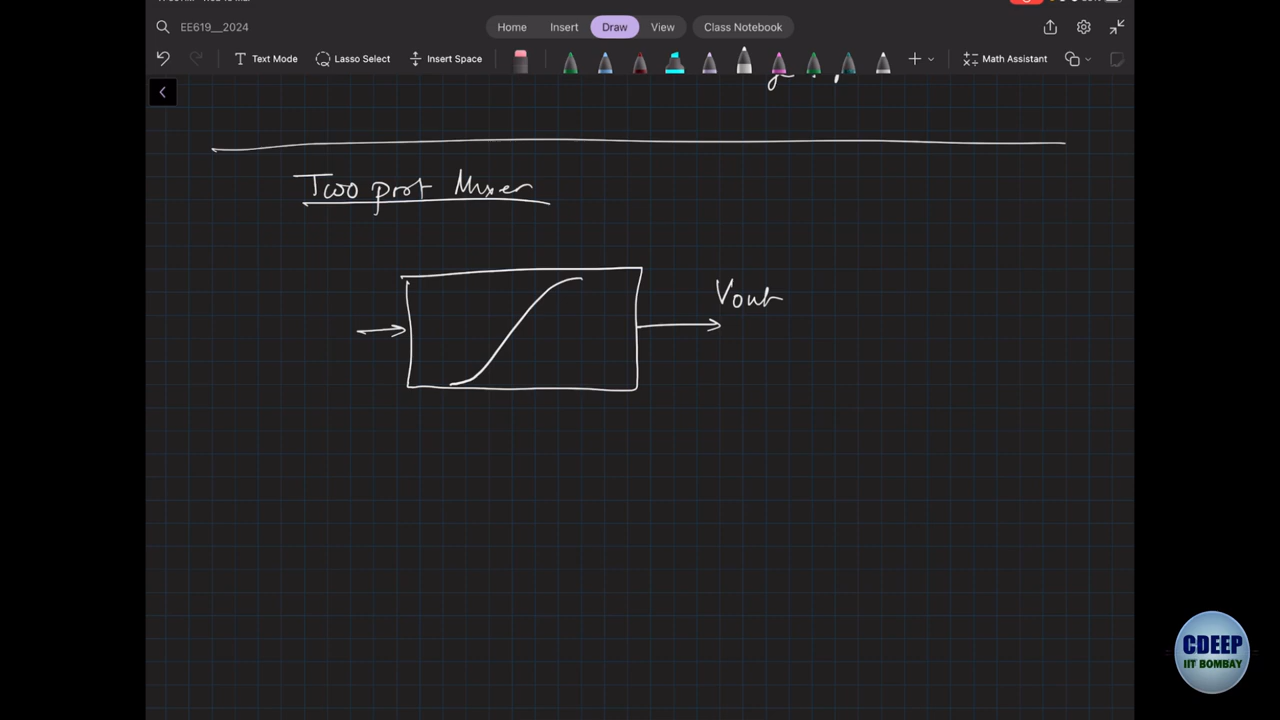 EE619__2024
Home Insert Draw View Class Notebook
Text Mode Lasso Select Insert Space Math Assistant
Two port Mixer
Vout
CDEEP
IIT BOMBAY